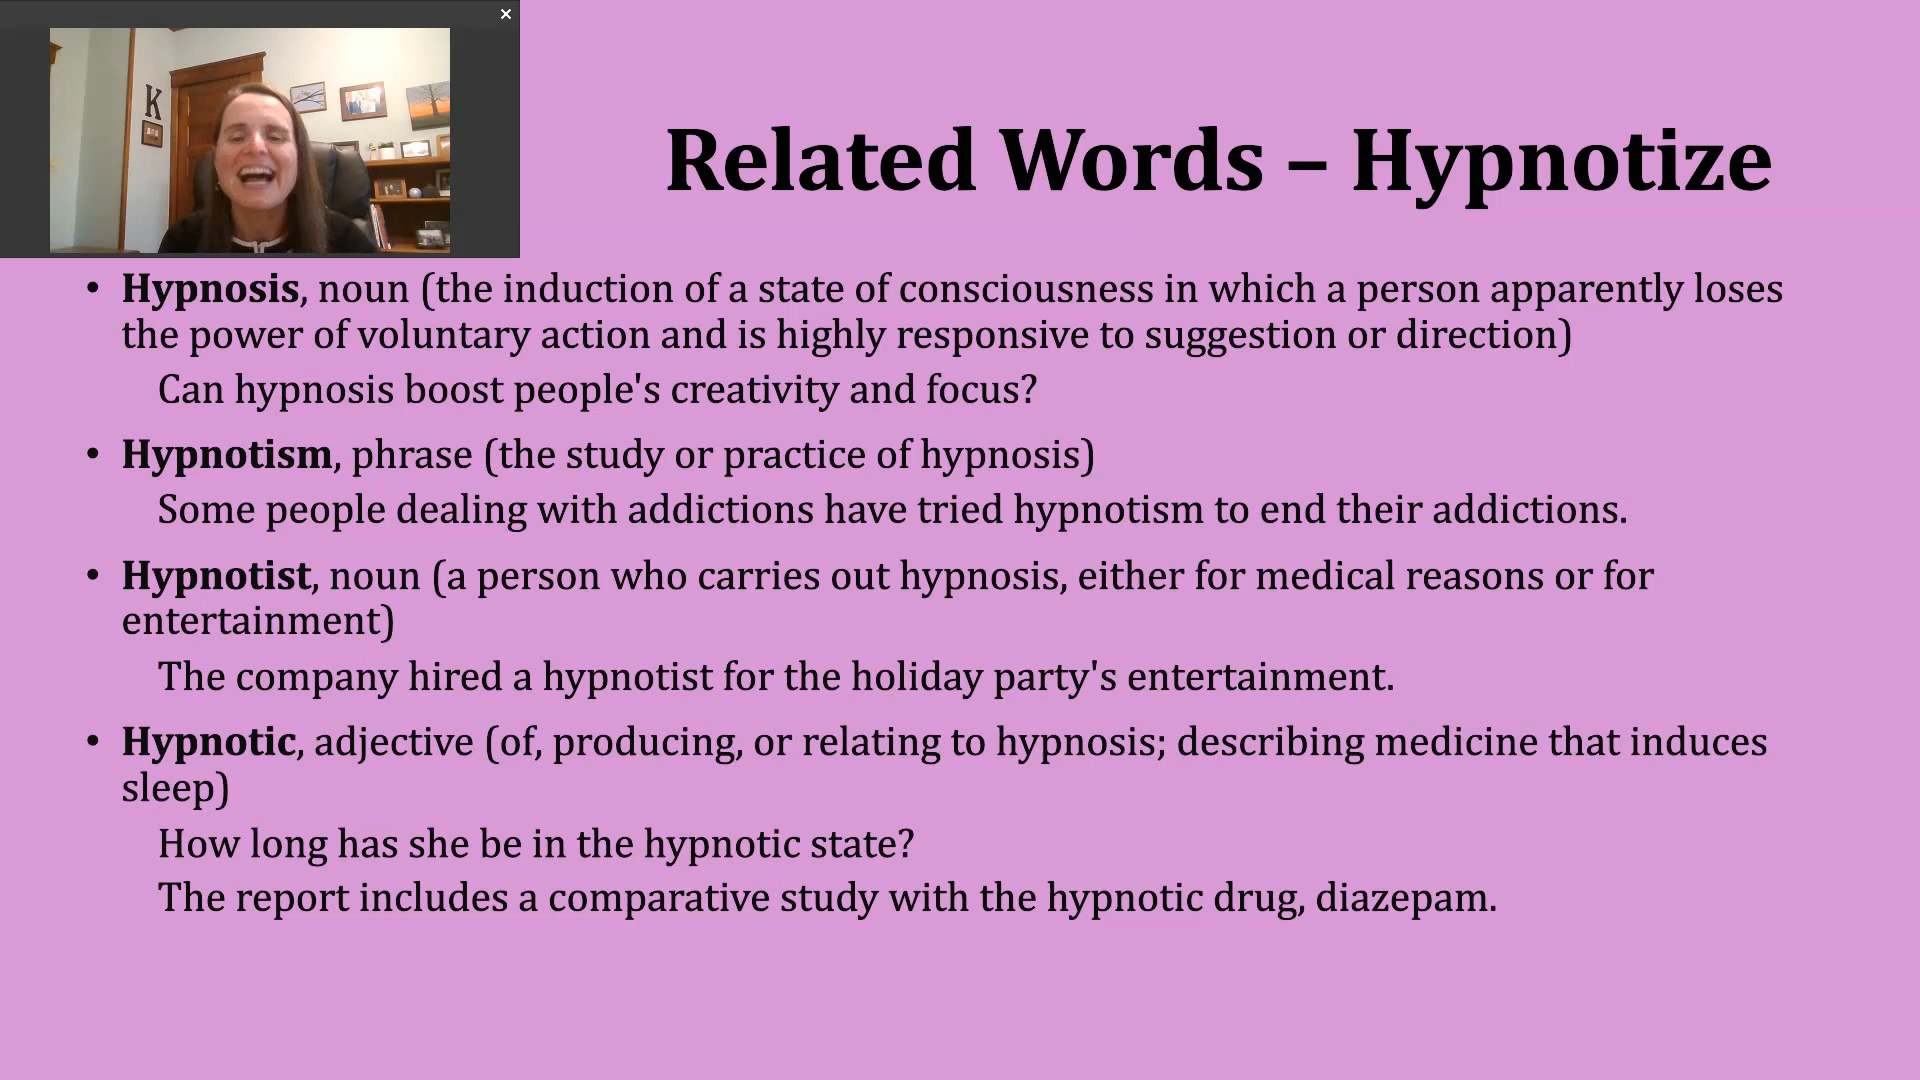 K
Related Words – Hypnotize
• Hypnosis, noun (the induction of a state of consciousness in which a person apparently loses
the power of voluntary action and is highly responsive to suggestion or direction)
Can hypnosis boost people's creativity and focus?
• Hypnotism, phrase (the study or practice of hypnosis)
Some people dealing with addictions have tried hypnotism to end their addictions.
• Hypnotist, noun (a person who carries out hypnosis, either for medical reasons or for
entertainment)
The company hired a hypnotist for the holiday party's entertainment.
• Hypnotic, adjective (of, producing, or relating to hypnosis; describing medicine that induces
sleep)
How long has she be in the hypnotic state?
The report includes a comparative study with the hypnotic drug, diazepam.